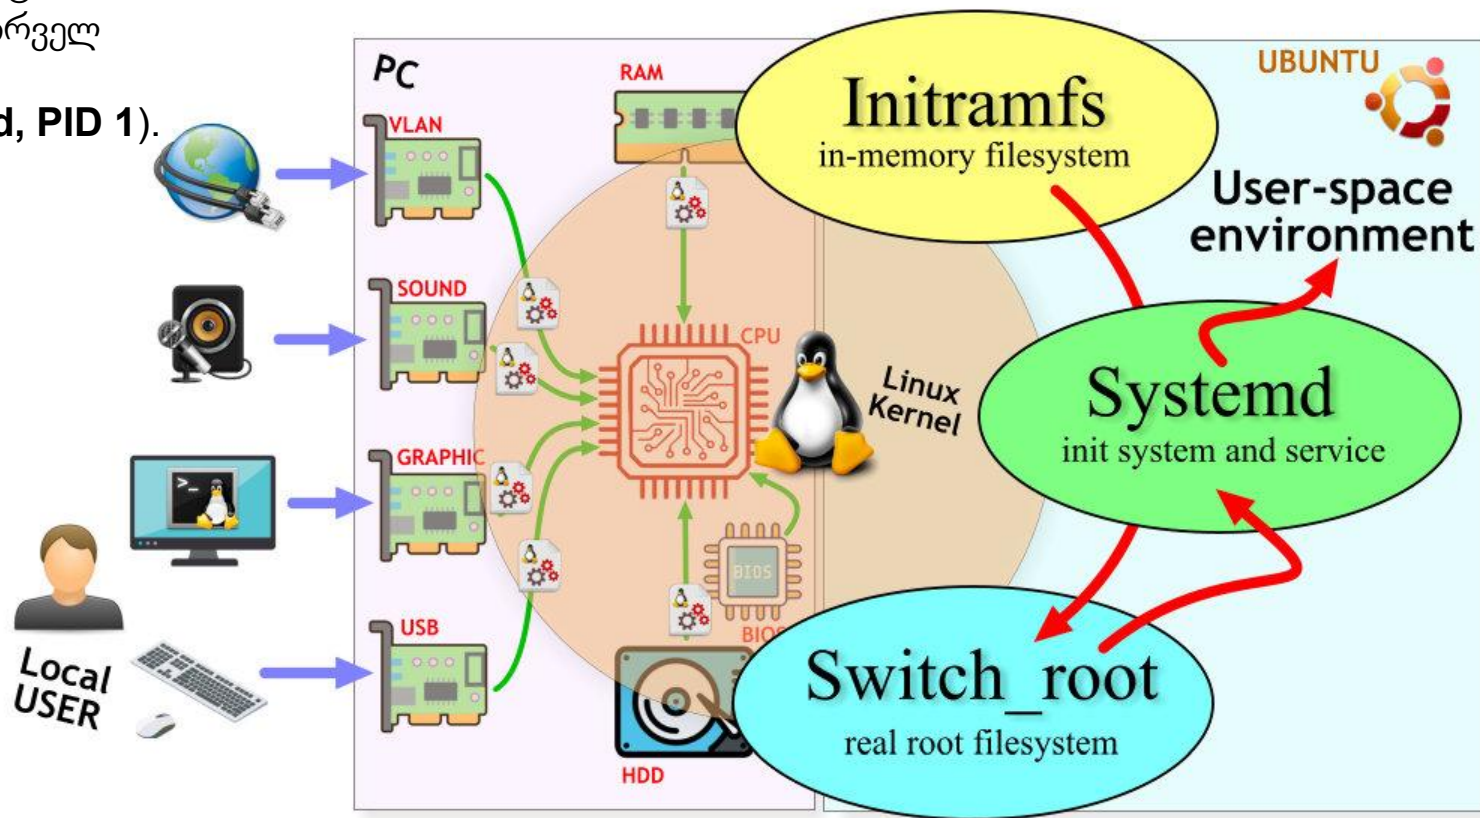 d, PID 1).
PC
VLAN
SOUND
GRAPHIC
USB
RAM
CPU
BIOS
HDD
Linux
Kernel
Local
USER
Initramfs
in-memory filesystem
UBUNTU
User-space
environment
Systemd
init system and service
Switch_root
real root filesystem